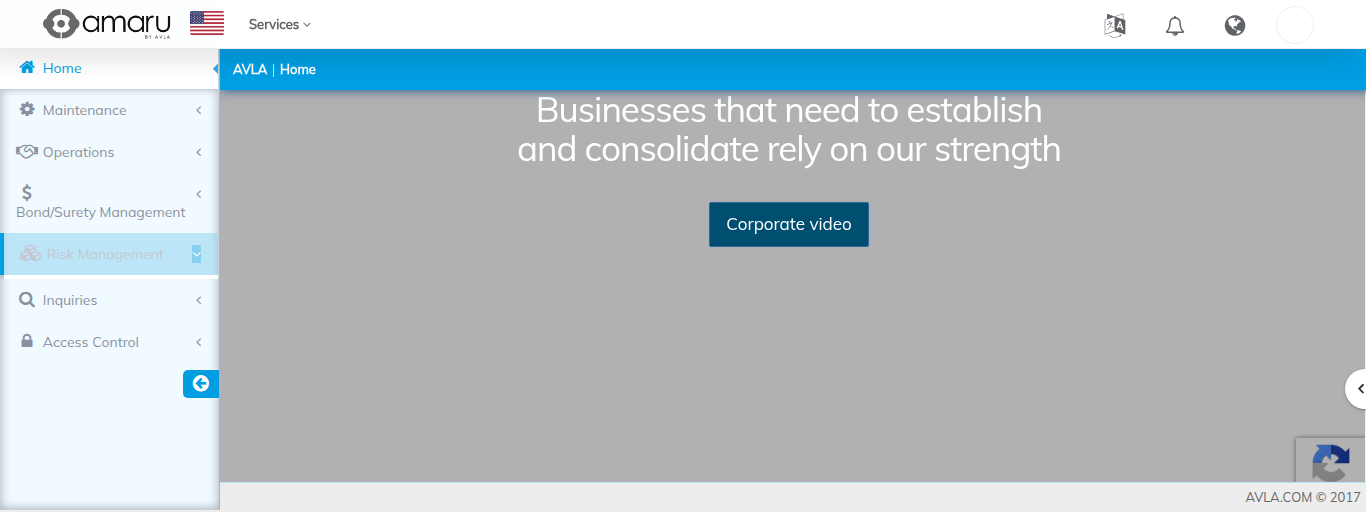 amaru
BY AVLA
Services
Home
AVLA | Home
Maintenance
Operations
Bond/Surety Management
Risk Management
Inquiries
Access Control
Businesses that need to establish
and consolidate rely on our strength
Corporate video
AVLA.COM © 2017